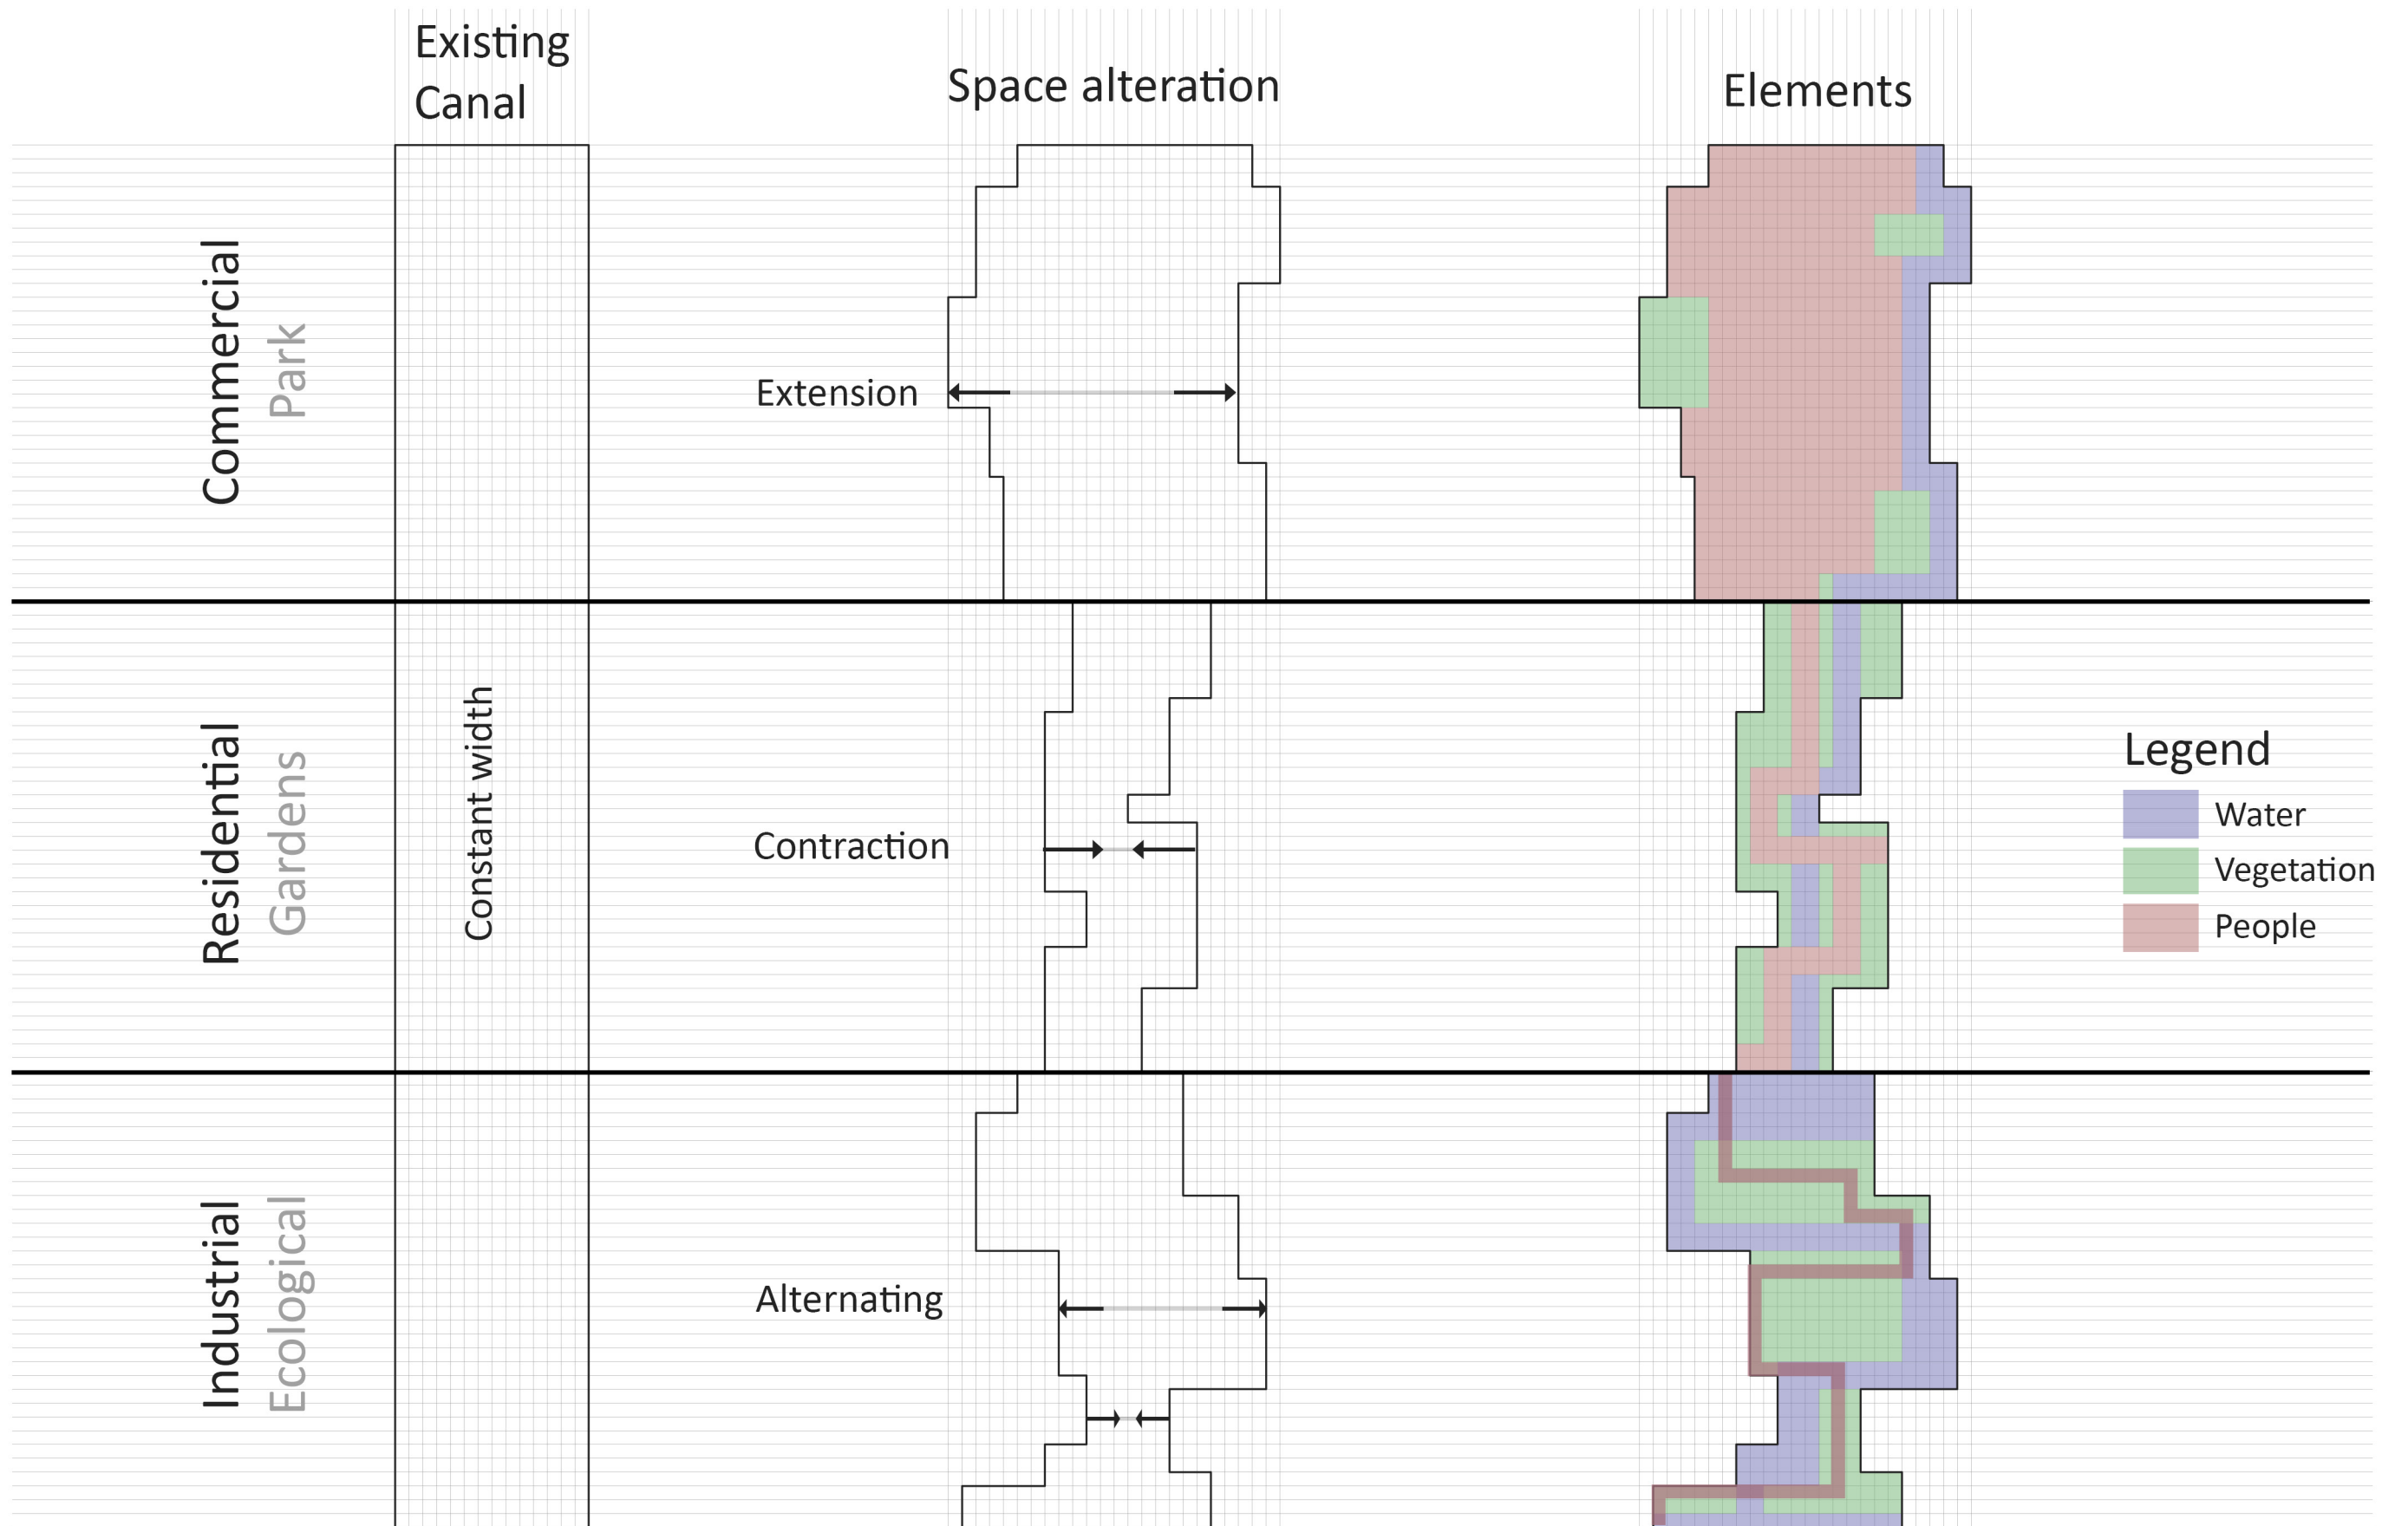 Existing
Canal
Space alteration
Elements
Commercial
Park
Extension
Residential
Gardens
Constant width
Contraction
Legend
Water
Vegetation
People
Industrial
Ecological
Alternating